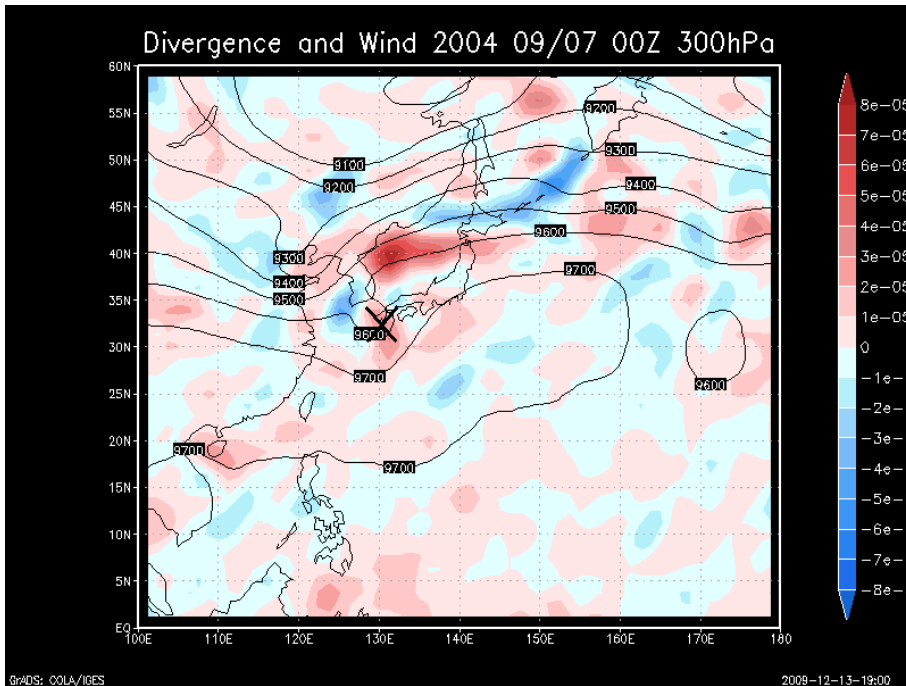 Divergence and Wind 2004 09/07 00Z 300hPa
60N
55N
50N
45N
40N
35N
30N
25N
20N
15N
10N
5N
EQ
100E 110E 120E 130E 140E 150E 160E 170E 180
9200
9100
9300
9200
9400
9500
9600
9300
9700
9400
9500
9600
9700
9600
9700
9700
8e-05
7e-05
6e-05
5e-05
4e-05
3e-05
2e-05
1e-05
0
-1e-
-2e-
-3e-
-4e-
-5e-
-6e-
-7e-
-8e-
GrADS: COLA/IGES
2009-12-13-19:00